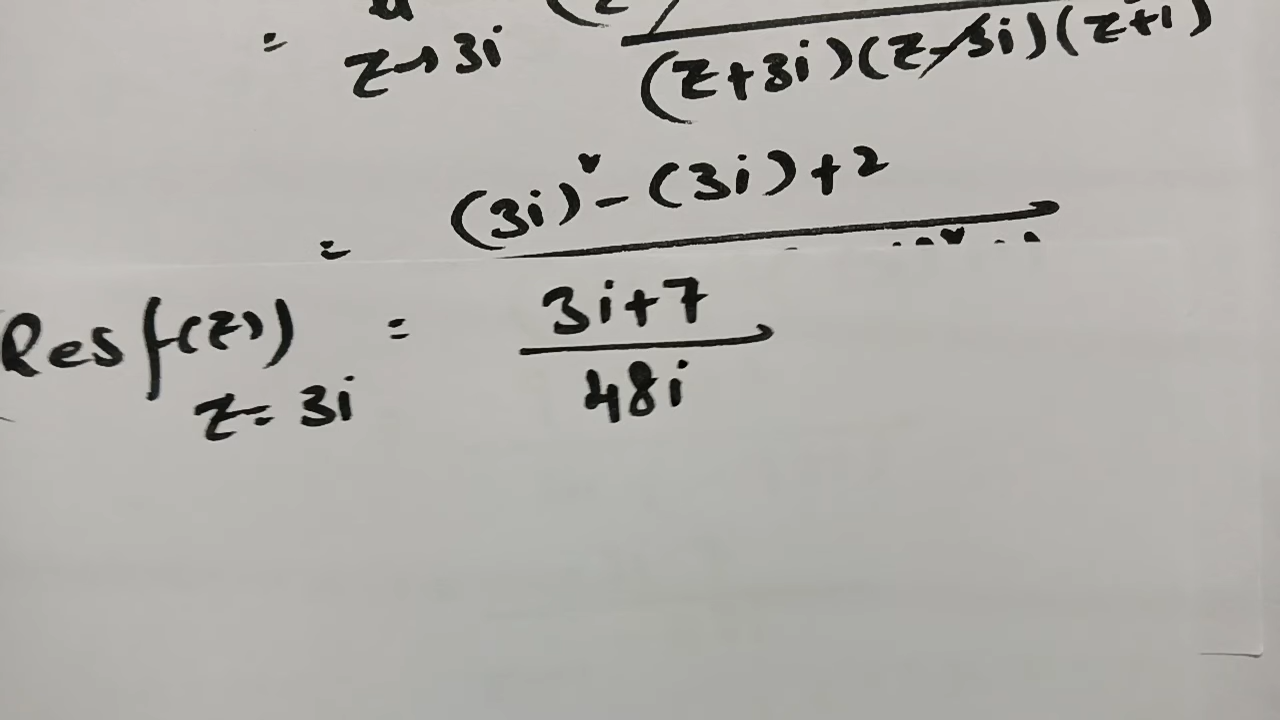 = z→3i (z+3i)(z-3i)(z+1)
= (3i)² - (3i) + 2
Res f(z)) = 3i+7 / 48i
z = 3i